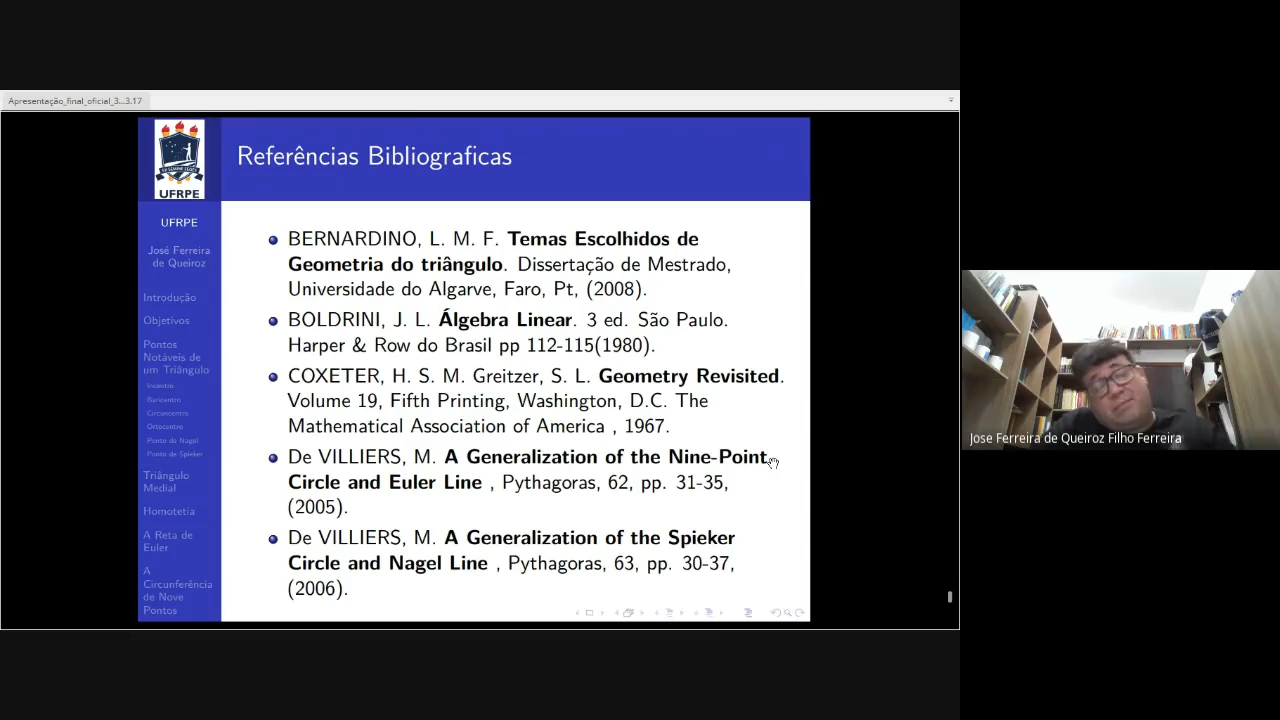 Apresentação_final_oficial_3...3.17
UFRPE
Referências Bibliograficas
UFRPE
José Ferreira
de Queiroz
Introdução
Objetivos
Pontos
Notáveis de
um Triângulo
Incentro
Baricentro
Circuncentro
Ortocentro
Ponto de Nagel
Ponto de Spieker
Triângulo
Medial
Homotetia
A Reta de
Euler
A
Circunferência
de Nove
Pontos
BERNARDINO, L. M. F. Temas Escolhidos de
Geometria do triângulo. Dissertação de Mestrado,
Universidade do Algarve, Faro, Pt, (2008).
BOLDRINI, J. L. Álgebra Linear. 3 ed. São Paulo.
Harper & Row do Brasil pp 112-115(1980).
COXETER, H. S. M. Greitzer, S. L. Geometry Revisited.
Volume 19, Fifth Printing, Washington, D.C. The
Mathematical Association of America , 1967.
De VILLIERS, M. A Generalization of the Nine-Point
Circle and Euler Line , Pythagoras, 62, pp. 31-35,
(2005).
De VILLIERS, M. A Generalization of the Spieker
Circle and Nagel Line , Pythagoras, 63, pp. 30-37,
(2006).
Jose Ferreira de Queiroz Filho Ferreira